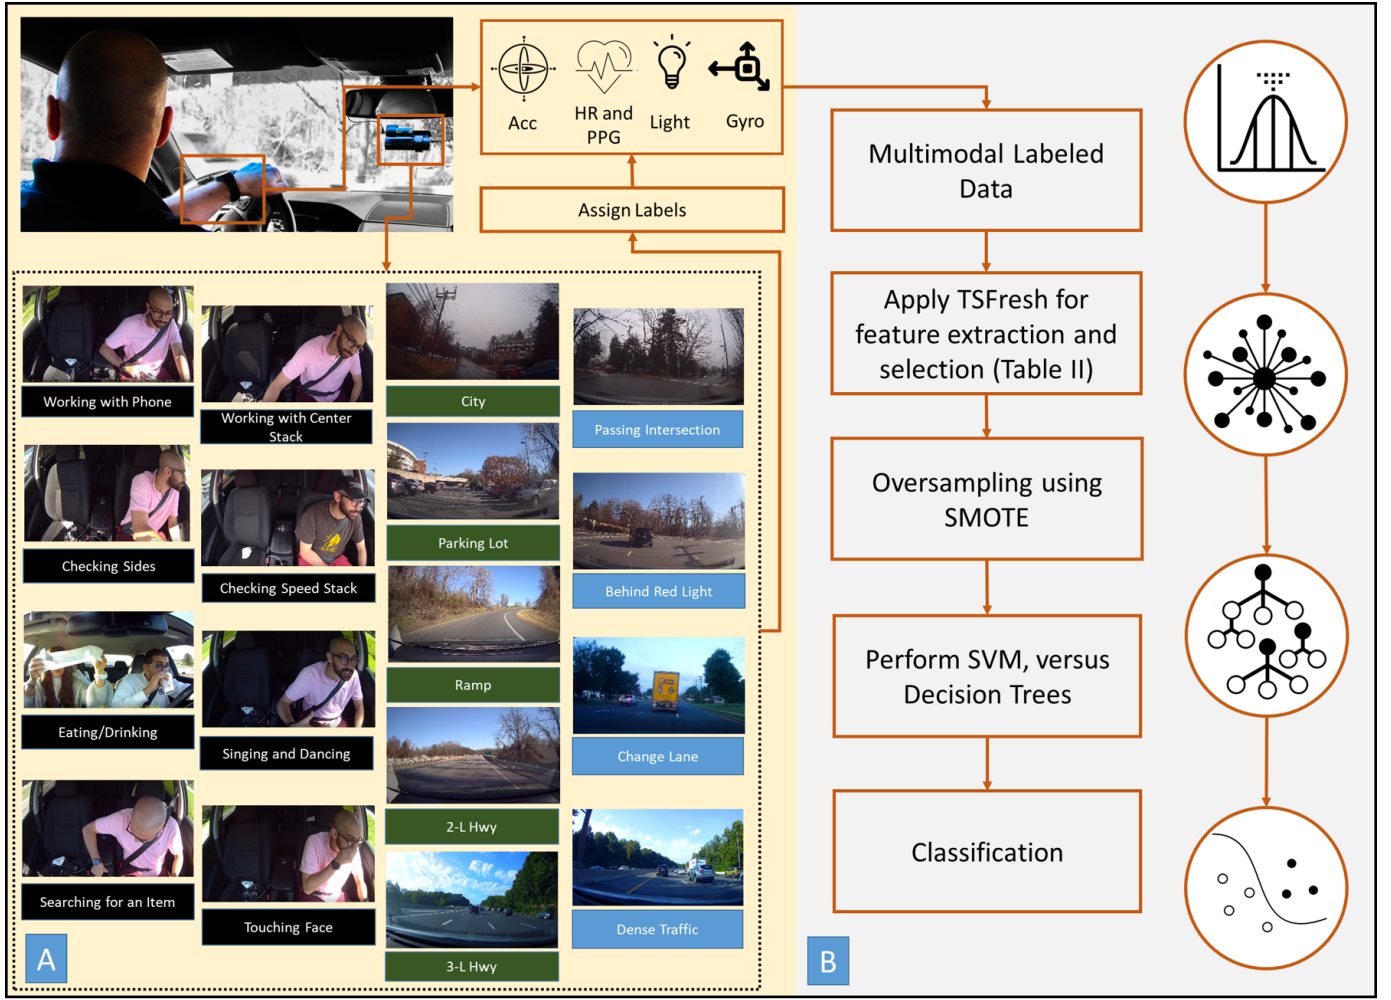 Acc
HR and
PPG
Light
Gyro
Assign Labels
Working with Phone
Working with Center
Stack
City
Passing Intersection
Checking Sides
Checking Speed Stack
Parking Lot
Behind Red Light
Eating/Drinking
Singing and Dancing
Ramp
Change Lane
Searching for an Item
Touching Face
2-L Hwy
3-L Hwy
Dense Traffic
A
Multimodal Labeled
Data
Apply TSFresh for
feature extraction and
selection (Table II)
Oversampling using
SMOTE
Perform SVM, versus
Decision Trees
Classification
B